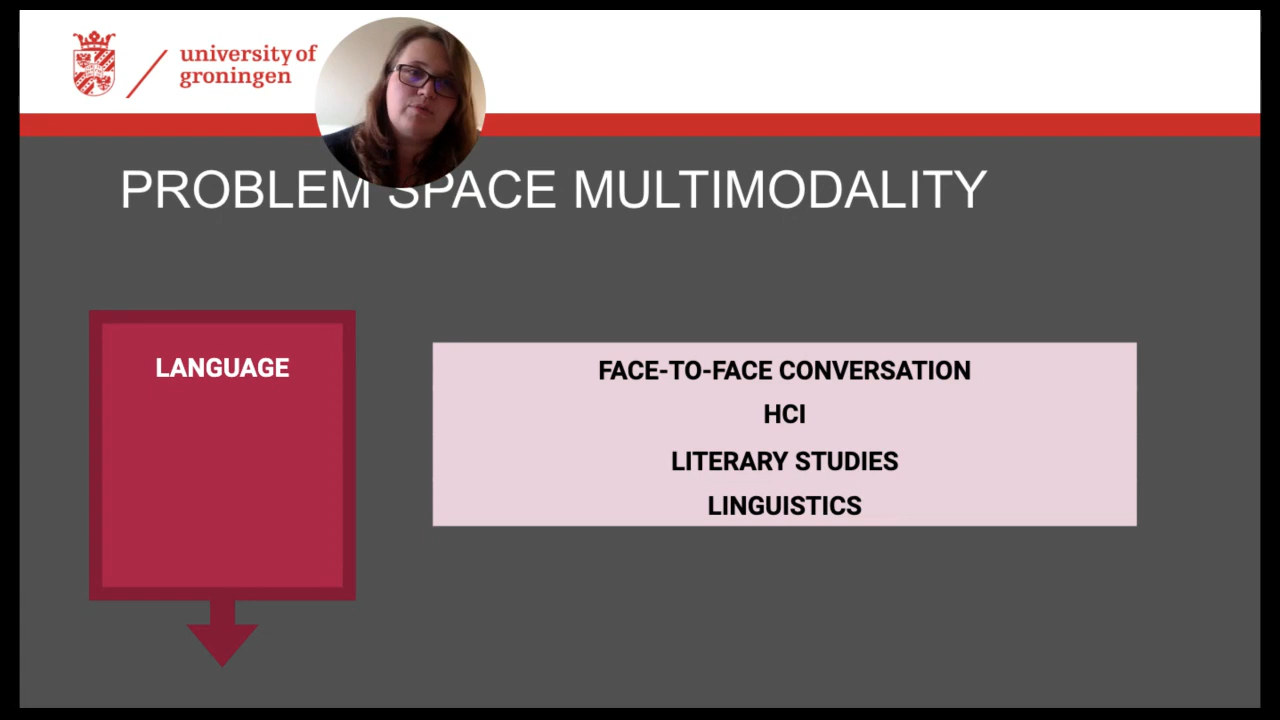 university of
groningen
PROBLEM SPACE MULTIMODALITY
LANGUAGE
FACE-TO-FACE CONVERSATION
HCI
LITERARY STUDIES
LINGUISTICS